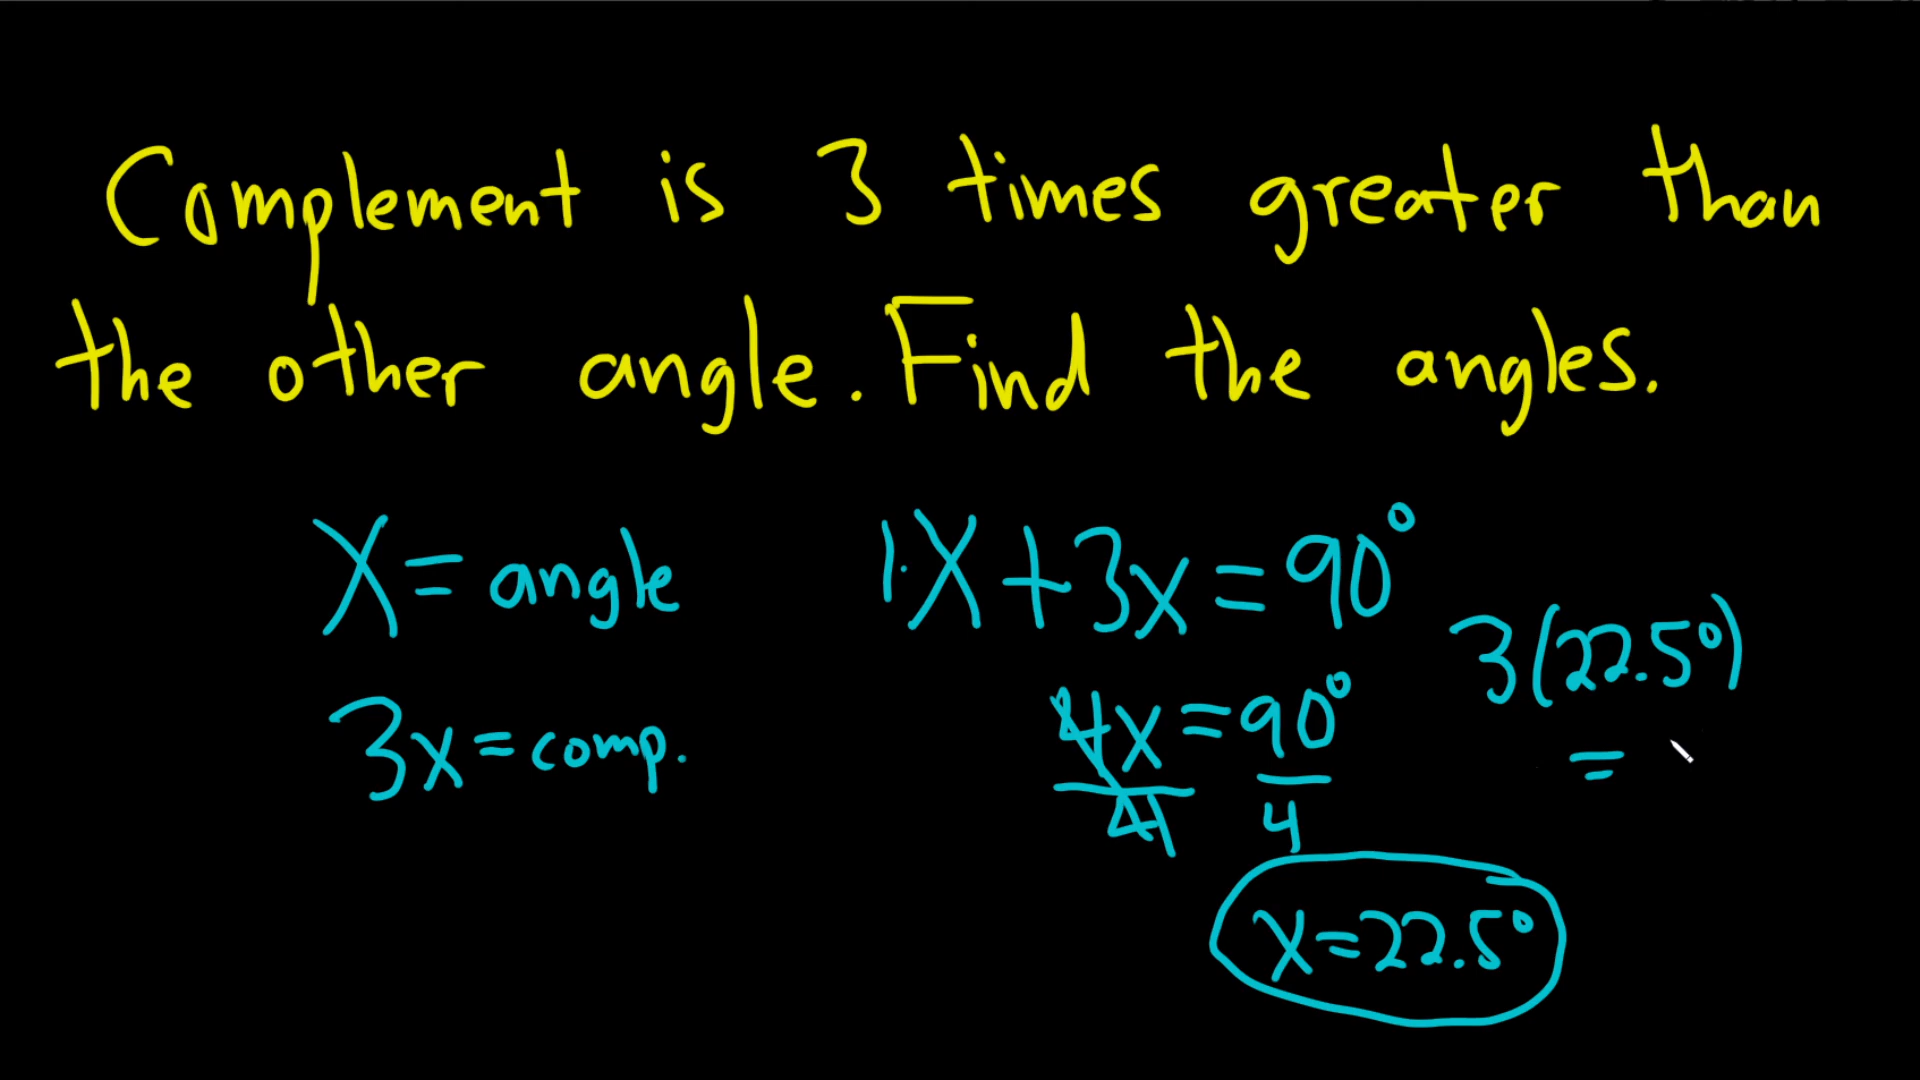 Complement is 3 times greater than
the other angle. Find the angles.
X = angle
3x = comp.
1·X + 3x = 90°
4x = 90°
4 4
x = 22.5°
3(22.5°)
=